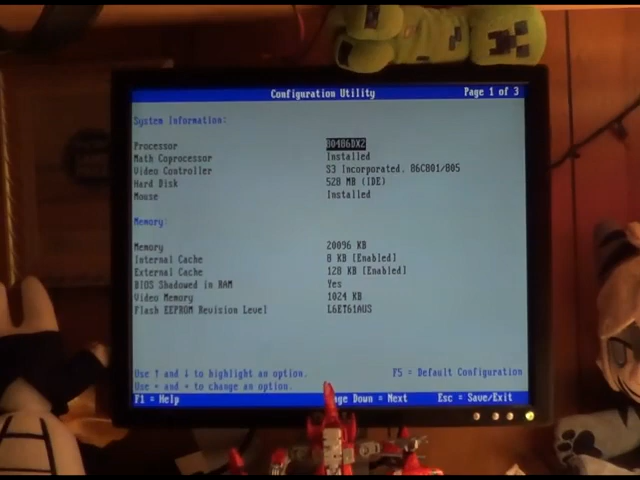 Configuration Utility Page 1 of 3
System Information:
Processor 80486DX2
Math Coprocessor Installed
Video Controller S3 Incorporated. 86C801/805
Hard Disk 528 MB (IDE)
Mouse Installed
Memory:
Memory 20096 KB
Internal Cache 8 KB [Enabled]
External Cache 128 KB [Enabled]
BIOS Shadowed in RAM Yes
Video Memory 1024 KB
Flash EEPROM Revision Level L6ET61AUS
Use ↑ and ↓ to highlight an option. F5 = Default Configuration
Use ← and → to change an option.
F1 = Help Down = Next Esc = Save/Exit